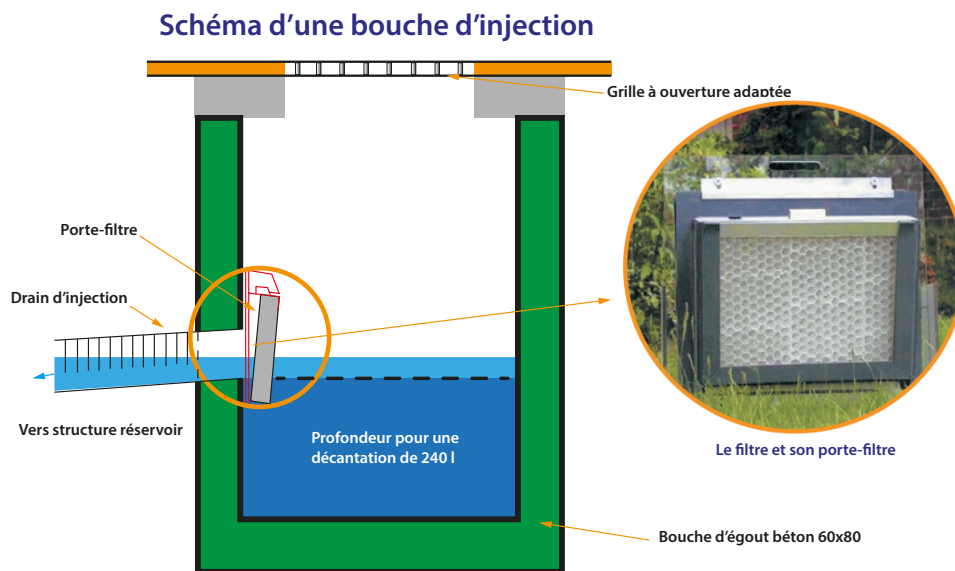 Schéma d’une bouche d’injection
Grille à ouverture adaptée
Porte-filtre
Drain d’injection
Vers structure réservoir
Profondeur pour une
décantation de 240 l
Le filtre et son porte-filtre
Bouche d’égout béton 60x80